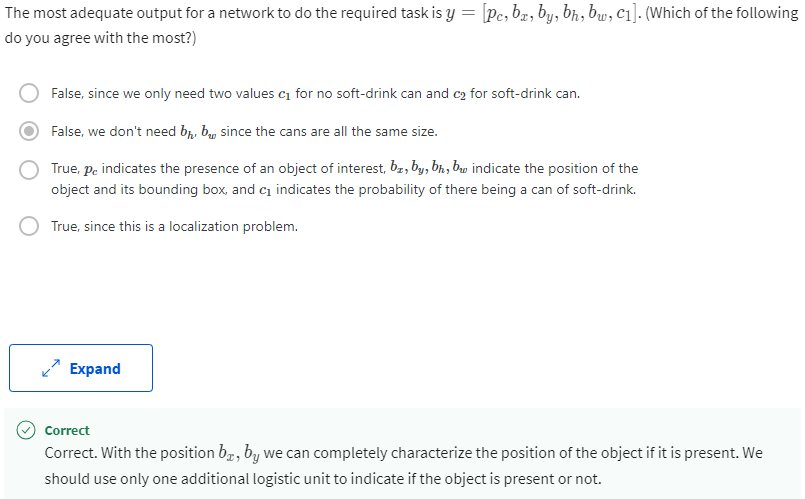 The most adequate output for a network to do the required task is y = [p_c, b_x, b_y, b_h, b_w, c_1]. (Which of the following
do you agree with the most?)
False, since we only need two values c_1 for no soft-drink can and c_2 for soft-drink can.
False, we don't need b_h, b_w since the cans are all the same size.
True, p_c indicates the presence of an object of interest, b_x, b_y, b_h, b_w indicate the position of the
object and its bounding box, and c_1 indicates the probability of there being a can of soft-drink.
True, since this is a localization problem.
Expand
Correct
Correct. With the position b_x, b_y we can completely characterize the position of the object if it is present. We
should use only one additional logistic unit to indicate if the object is present or not.